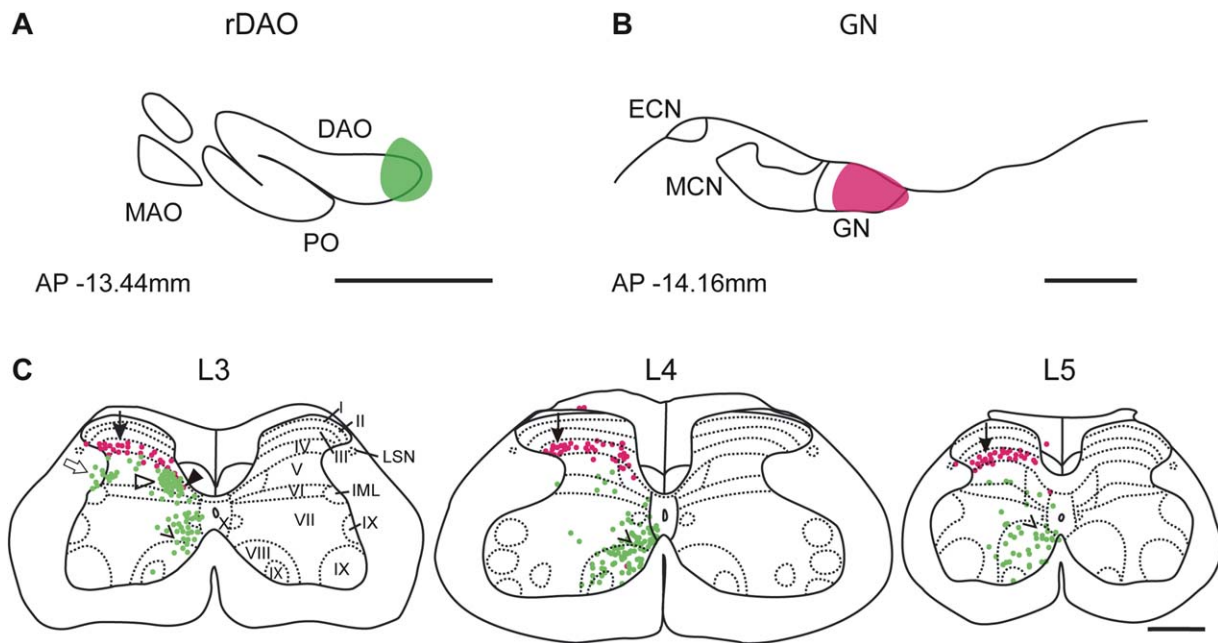 A rDAO
DAO
MAO
PO
AP -13.44mm
B GN
ECN
MCN
GN
AP -14.16mm
C L3 L4 L5
I
II
IV III LSN
V
VI IML
VII IX
X
VIII
IX IX